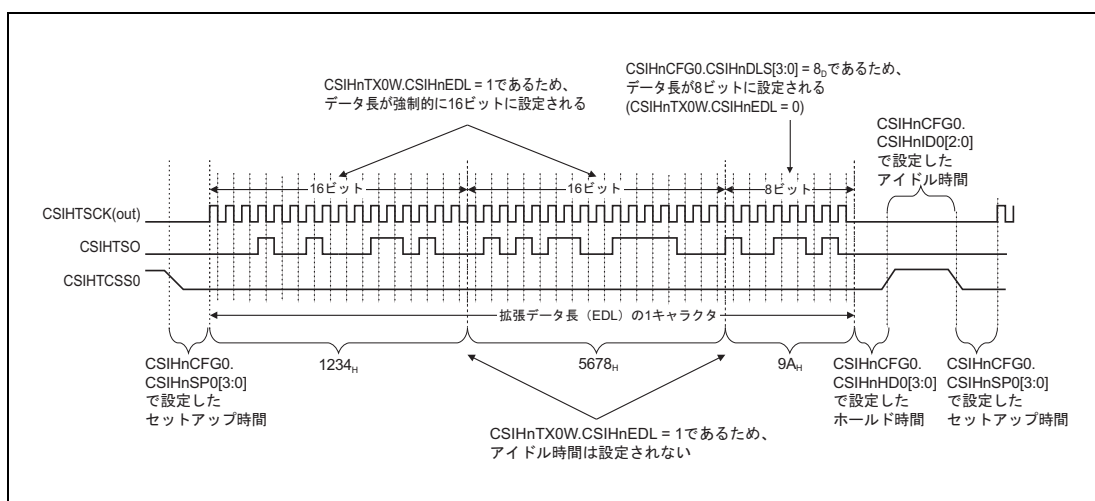 CSIHnTX0W.CSIHnEDL = 1であるため、
データ長が強制的に16ビットに設定される
CSIHnCFG0.CSIHnDLS[3:0] = 8Dであるため、
データ長が8ビットに設定される
(CSIHnTX0W.CSIHnEDL = 0)
CSIHnCFG0.
CSIHnID0[2:0]
で設定した
アイドル時間
16ビット
16ビット
8ビット
CSIHTSCK(out)
CSIHTSO
CSIHTCSS0
拡張データ長(EDL)の1キャラクタ
CSIHnCFG0.
CSIHnSP0[3:0]
で設定した
セットアップ時間
1234H
5678H
9AH
CSIHnCFG0.
CSIHnHD0[3:0]
で設定した
ホールド時間
CSIHnCFG0.
CSIHnSP0[3:0]
で設定した
セットアップ時間
CSIHnTX0W.CSIHnEDL = 1であるため、
アイドル時間は設定されない